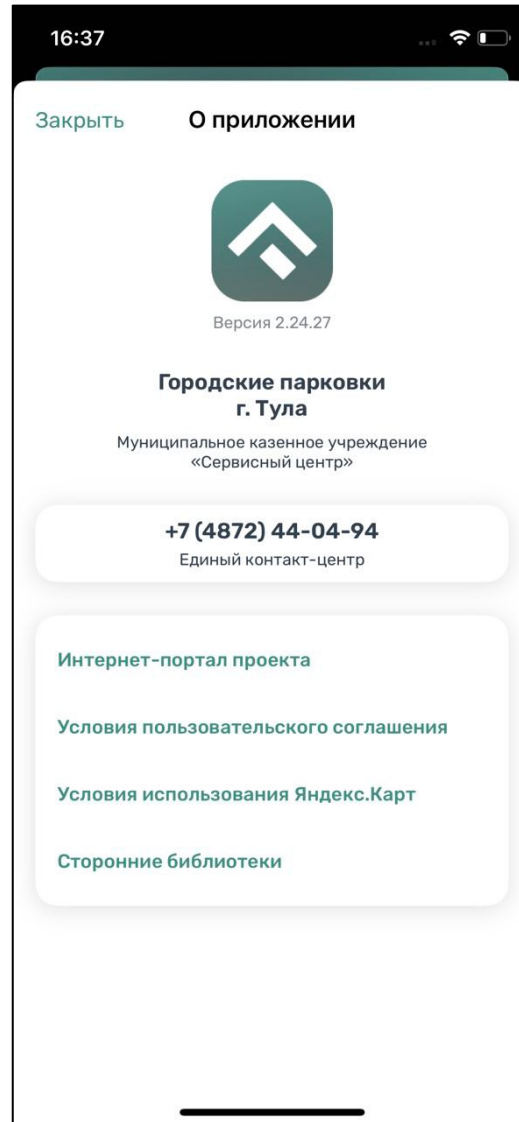 16:37
Закрыть О приложении
Версия 2.24.27
Городские парковки
г. Тула
Муниципальное казенное учреждение
«Сервисный центр»
+7 (4872) 44-04-94
Единый контакт-центр
Интернет-портал проекта
Условия пользовательского соглашения
Условия использования Яндекс.Карт
Сторонние библиотеки